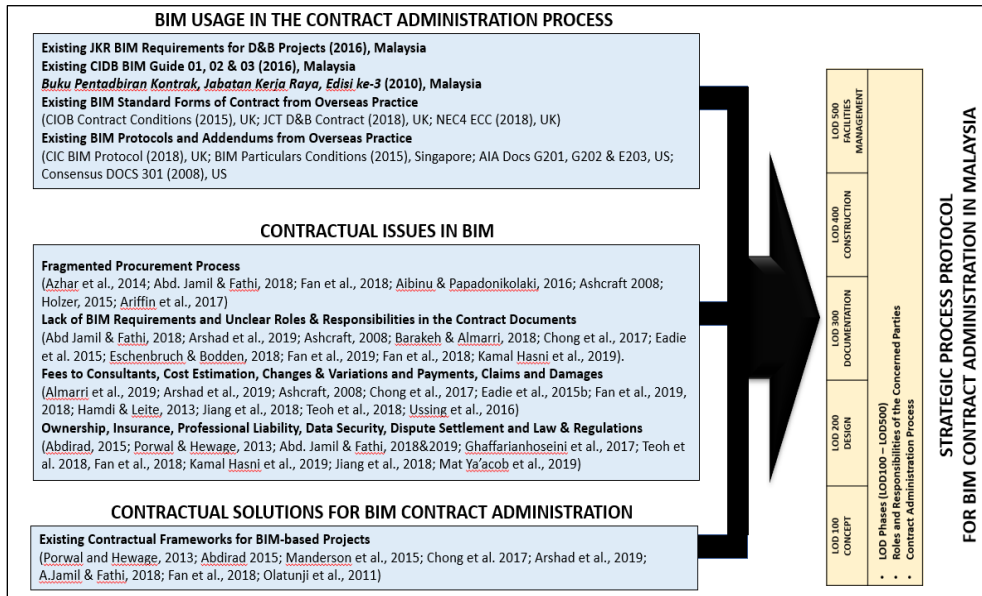 BIM USAGE IN THE CONTRACT ADMINISTRATION PROCESS
Existing JKR BIM Requirements for D&B Projects (2016), Malaysia
Existing CIDB BIM Guide 01, 02 & 03 (2016), Malaysia
Buku Pentadbiran Kontrak, Jabatan Kerja Raya, Edisi ke-3 (2010), Malaysia
Existing BIM Standard Forms of Contract from Overseas Practice
(CIOB Contract Conditions (2015), UK; JCT D&B Contract (2018), UK; NEC4 ECC (2018), UK)
Existing BIM Protocols and Addendums from Overseas Practice
(CIC BIM Protocol (2018), UK; BIM Particulars Conditions (2015), Singapore; AIA Docs G201, G202 & E203, US;
Consensus DOCS 301 (2008), US
CONTRACTUAL ISSUES IN BIM
Fragmented Procurement Process
(Azhar et al., 2014; Abd. Jamil & Fathi, 2018; Fan et al., 2018; Aibinu & Papadonikolaki, 2016; Ashcraft 2008;
Holzer, 2015; Ariffin et al., 2017)
Lack of BIM Requirements and Unclear Roles & Responsibilities in the Contract Documents
(Abd Jamil & Fathi, 2018; Arshad et al., 2019; Ashcraft, 2008; Barakeh & Almarri, 2018; Chong et al., 2017; Eadie
et al. 2015; Eschenbruch & Bodden, 2018; Fan et al., 2019; Fan et al., 2018; Kamal Hasni et al., 2019).
Fees to Consultants, Cost Estimation, Changes & Variations and Payments, Claims and Damages
(Almarri et al., 2019; Arshad et al., 2019; Ashcraft, 2008; Chong et al., 2017; Eadie et al., 2015b; Fan et al., 2019,
2018; Hamdi & Leite, 2013; Jiang et al., 2018; Teoh et al., 2018; Ussing et al., 2016)
Ownership, Insurance, Professional Liability, Data Security, Dispute Settlement and Law & Regulations
(Abdirad, 2015; Porwal & Hewage, 2013; Abd. Jamil & Fathi, 2018&2019; Ghaffarianhoseini et al., 2017; Teoh et
al. 2018, Fan et al., 2018; Kamal Hasni et al., 2019; Jiang et al., 2018; Mat Ya'acob et al., 2019)
CONTRACTUAL SOLUTIONS FOR BIM CONTRACT ADMINISTRATION
Existing Contractual Frameworks for BIM-based Projects
(Porwal and Hewage, 2013; Abdirad 2015; Manderson et al., 2015; Chong et al. 2017; Arshad et al., 2019;
A.Jamil & Fathi, 2018; Fan et al., 2018; Olatunji et al., 2011)
LOD 100
CONCEPT
LOD 200
DESIGN
LOD 300
DOCUMENTATION
LOD 400
CONSTRUCTION
LOD 500
FACILITIES
MANAGEMENT
• LOD Phases (LOD100 – LOD500)
• Roles and Responsibilities of the Concerned Parties
• Contract Administration Process
STRATEGIC PROCESS PROTOCOL
FOR BIM CONTRACT ADMINISTRATION IN MALAYSIA